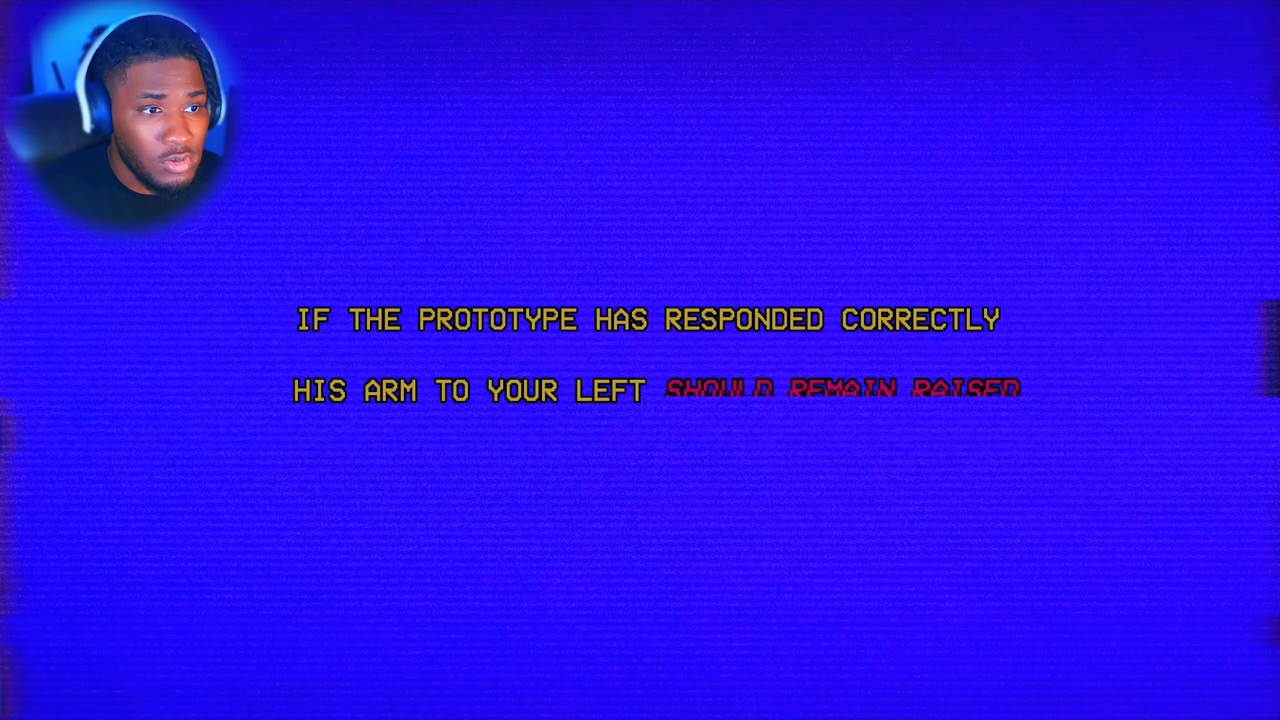 IF THE PROTOTYPE HAS RESPONDED CORRECTLY
HIS ARM TO YOUR LEFT SHOULD REMAIN RAISED